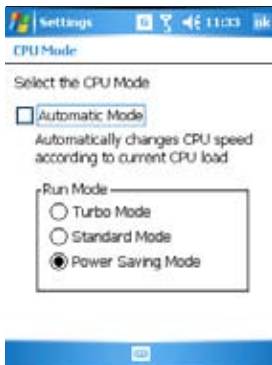 Settings 11:33 ok
CPU Mode
Select the CPU Mode
Automatic Mode
Automatically changes CPU speed
according to current CPU load
Run Mode
Turbo Mode
Standard Mode
Power Saving Mode